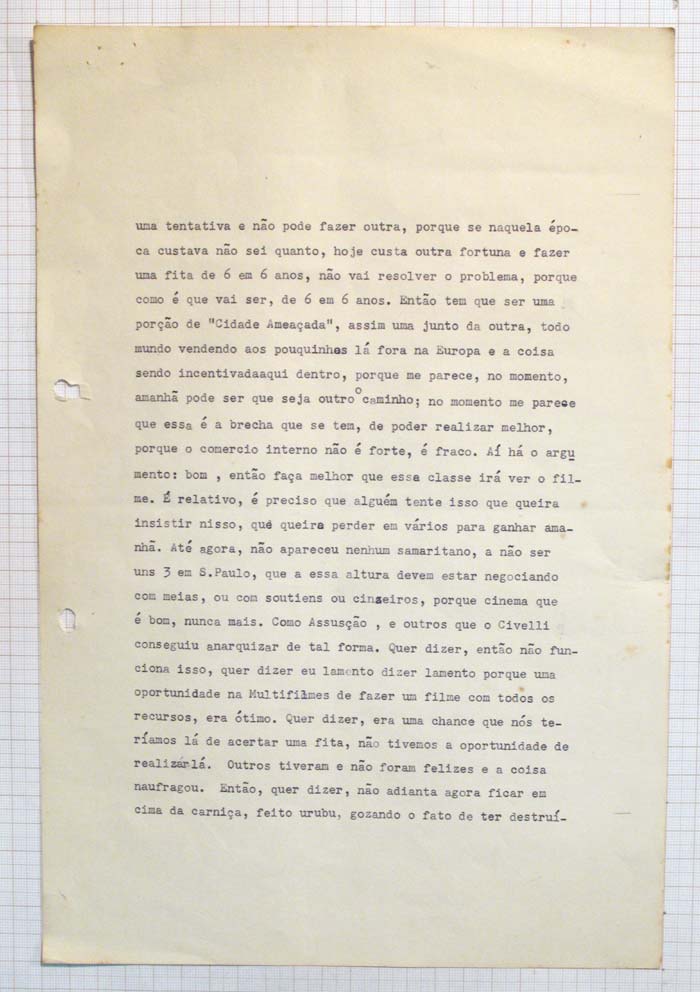 uma tentativa e não pode fazer outra, porque se naquela épo-
ca custava não sei quanto, hoje custa outra fortuna e fazer
uma fita de 6 em 6 anos, não vai resolver o problema, porque
como é que vai ser, de 6 em 6 anos. Então tem que ser uma
porção de "Cidade Ameaçada", assim uma junto da outra, todo
mundo vendendo aos pouquinhos lá fora na Europa e a coisa
sendo incentivadaaqui dentro, porque me parece, no momento,
amanhã pode ser que seja outro o caminho; no momento me parece
que essa é a brecha que se tem, de poder realizar melhor,
porque o comercio interno não é forte, é fraco. Aí há o argu
mento: bom , então faça melhor que essa classe irá ver o fil-
me. É relativo, é preciso que alguém tente isso que queira
insistir nisso, que queira perder em vários para ganhar ama-
nhã. Até agora, não apareceu nenhum samaritano, a não ser
uns 3 em S.Paulo, que a essa altura devem estar negociando
com meias, ou com soutiens ou cinzeiros, porque cinema que
é bom, nunca mais. Como Assusção , e outros que o Civelli
conseguiu anarquizar de tal forma. Quer dizer, então não fun-
ciona isso, quer dizer eu lamento dizer lamento porque uma
oportunidade na Multifilmes de fazer um filme com todos os
recursos, era ótimo. Quer dizer, era uma chance que nós te-
ríamos lá de acertar uma fita, não tivemos a oportunidade de
realizárlá. Outros tiveram e não foram felizes e a coisa
naufragou. Então, quer dizer, não adianta agora ficar em
cima da carniça, feito urubu, gozando o fato de ter destruí-